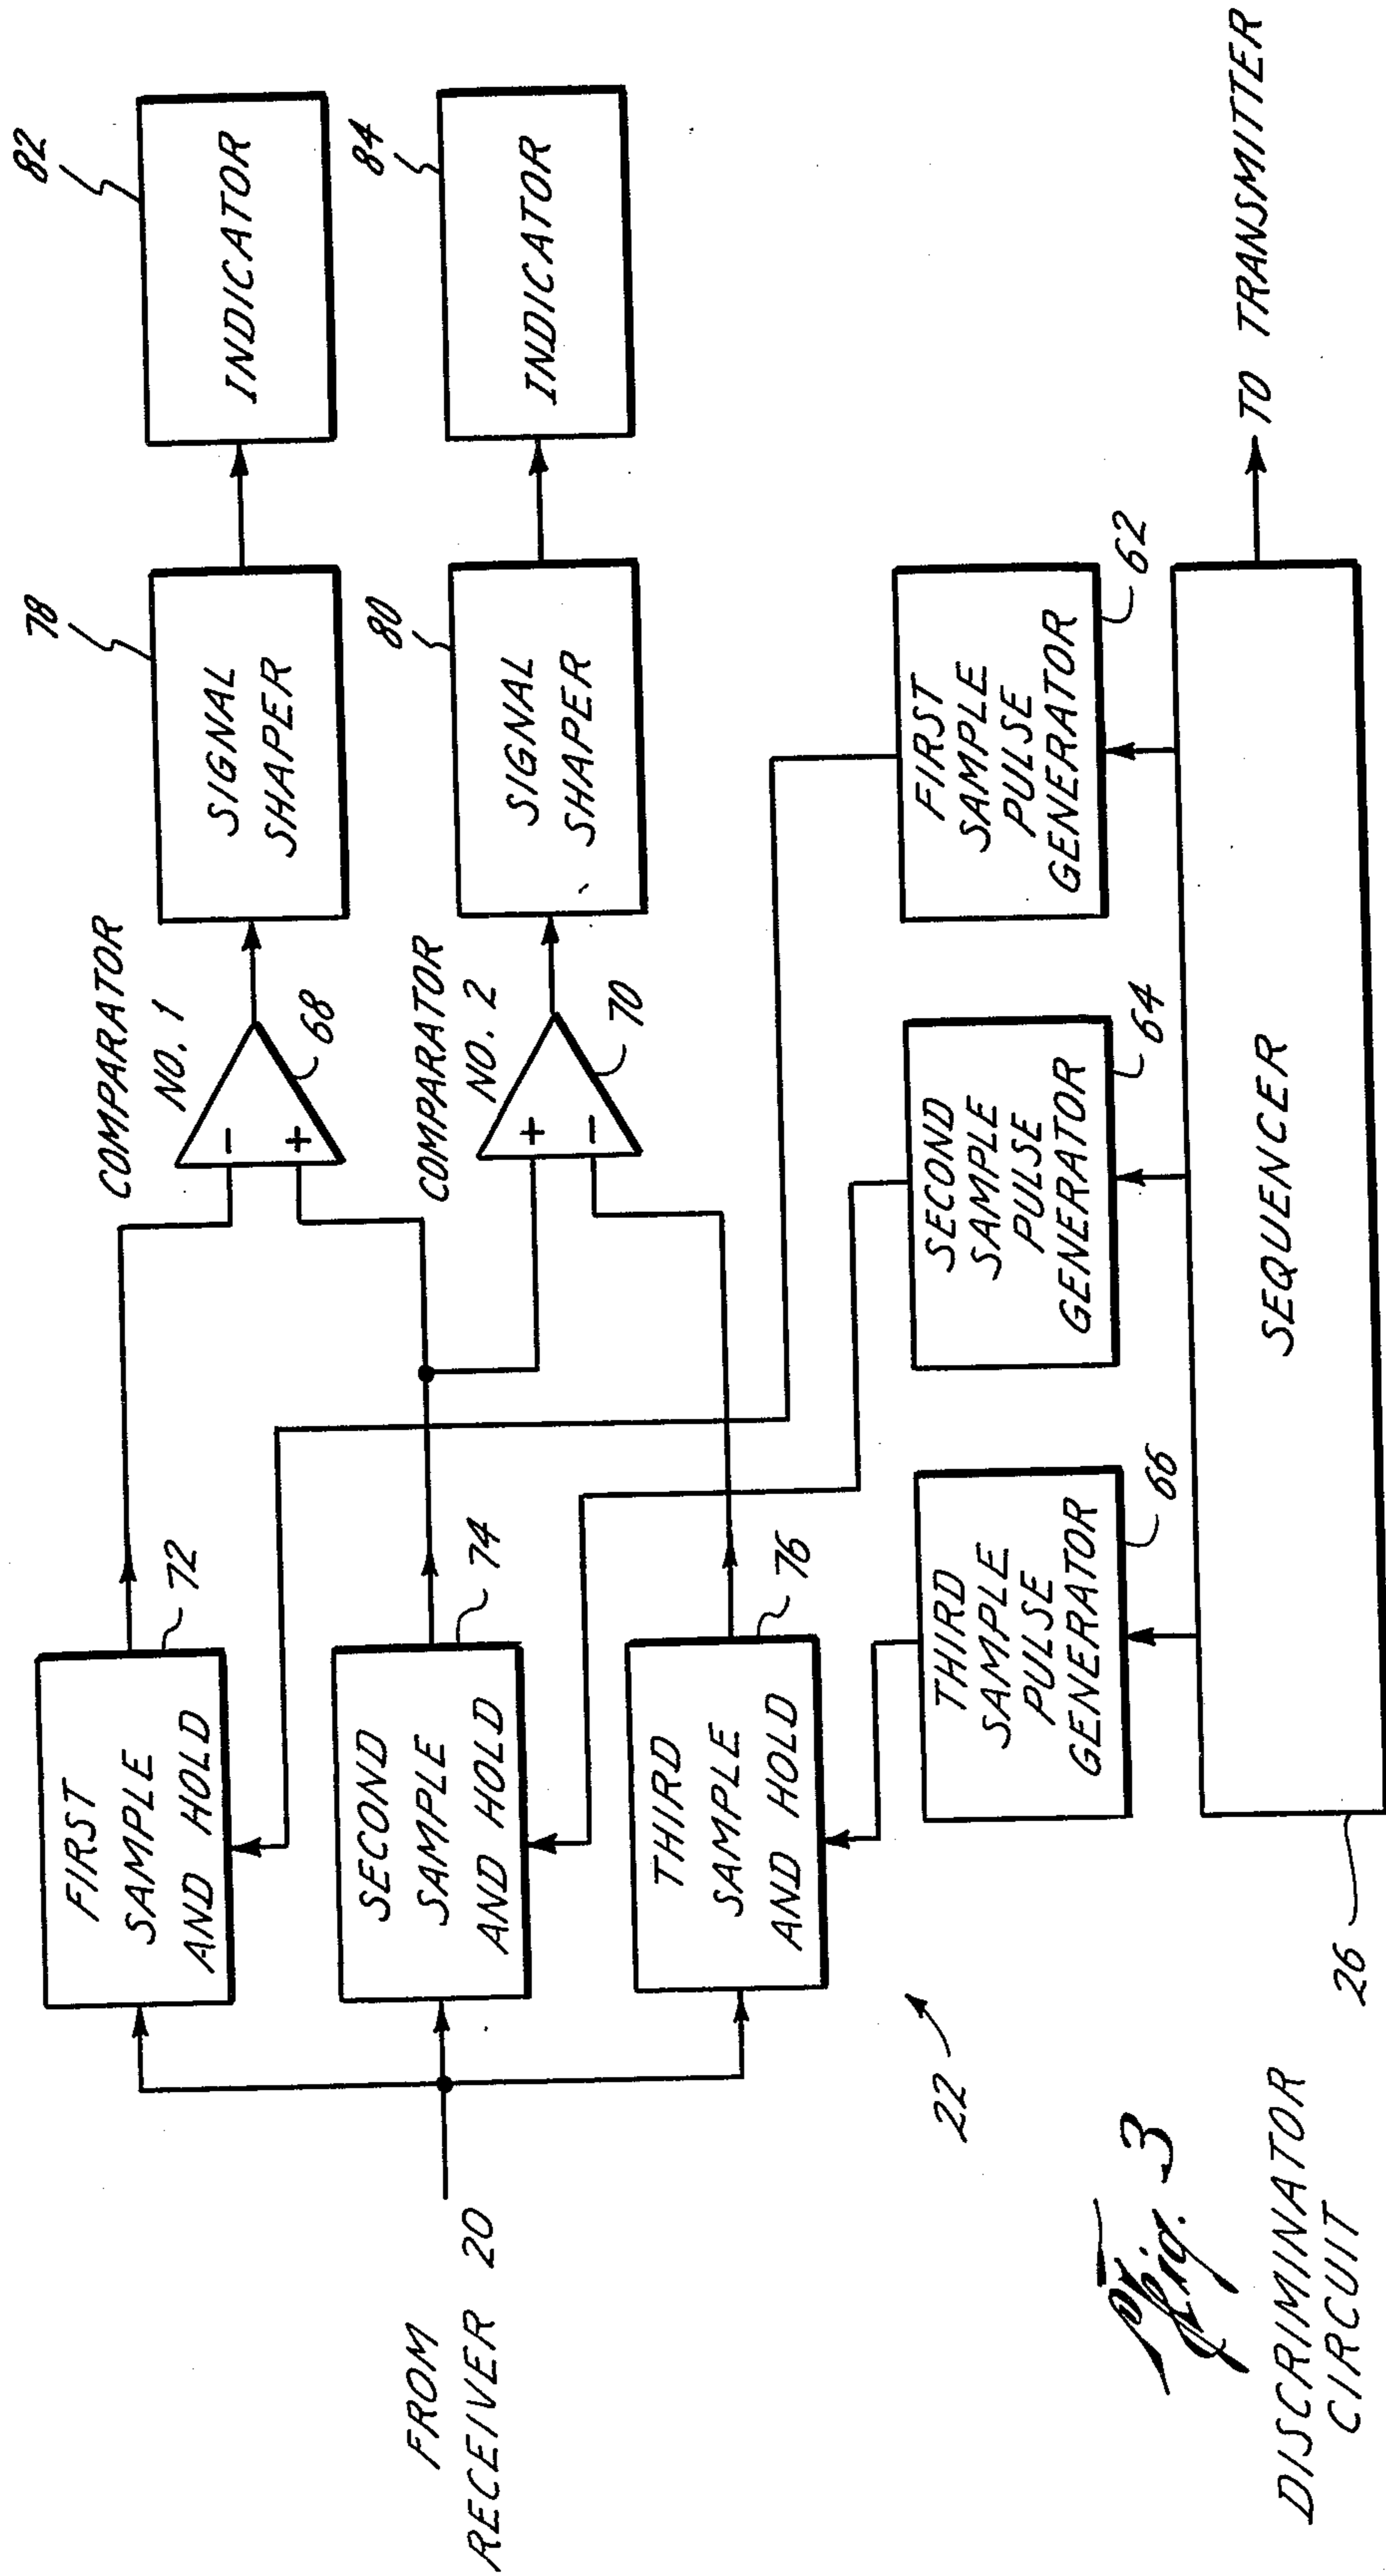 FROM
RECEIVER 20
FIRST
SAMPLE
AND HOLD
72
SECOND
SAMPLE
AND HOLD
74
THIRD
SAMPLE
AND HOLD
76
COMPARATOR
NO. 1
-
+
68
COMPARATOR
NO. 2
+
-
70
SIGNAL
SHAPER
78
SIGNAL
SHAPER
80
INDICATOR
82
INDICATOR
84
22
THIRD
SAMPLE
PULSE
GENERATOR
66
SECOND
SAMPLE
PULSE
GENERATOR
64
FIRST
SAMPLE
PULSE
GENERATOR
62
SEQUENCER
26
TO TRANSMITTER
Fig. 3
DISCRIMINATOR
CIRCUIT